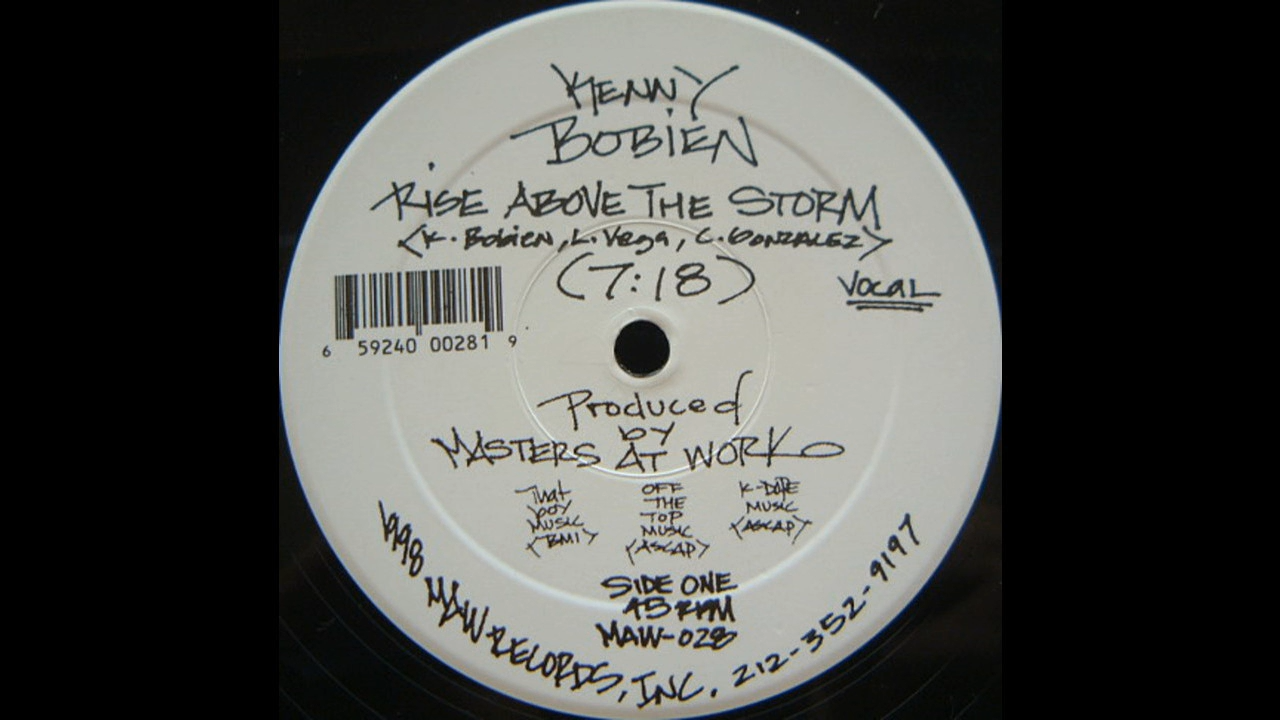 KENNY
BOBiEN
RiSE ABOVE THE STORM
<K. Bobien, L. Vega, C. GONZALEZ>
(7:18)
VocaL
6 59240 00281 9
Produced
by
MASTERS AT WORK
That
boy
MUSIC
<BMI>
OFF
THE
TOP
MUSIC
<ASCAP>
K-DOPE
MUSIC
<ASCAP>
SIDE ONE
45 RPM
MAW-028
1998 MAW RECORDS, INC. 212-352-9197